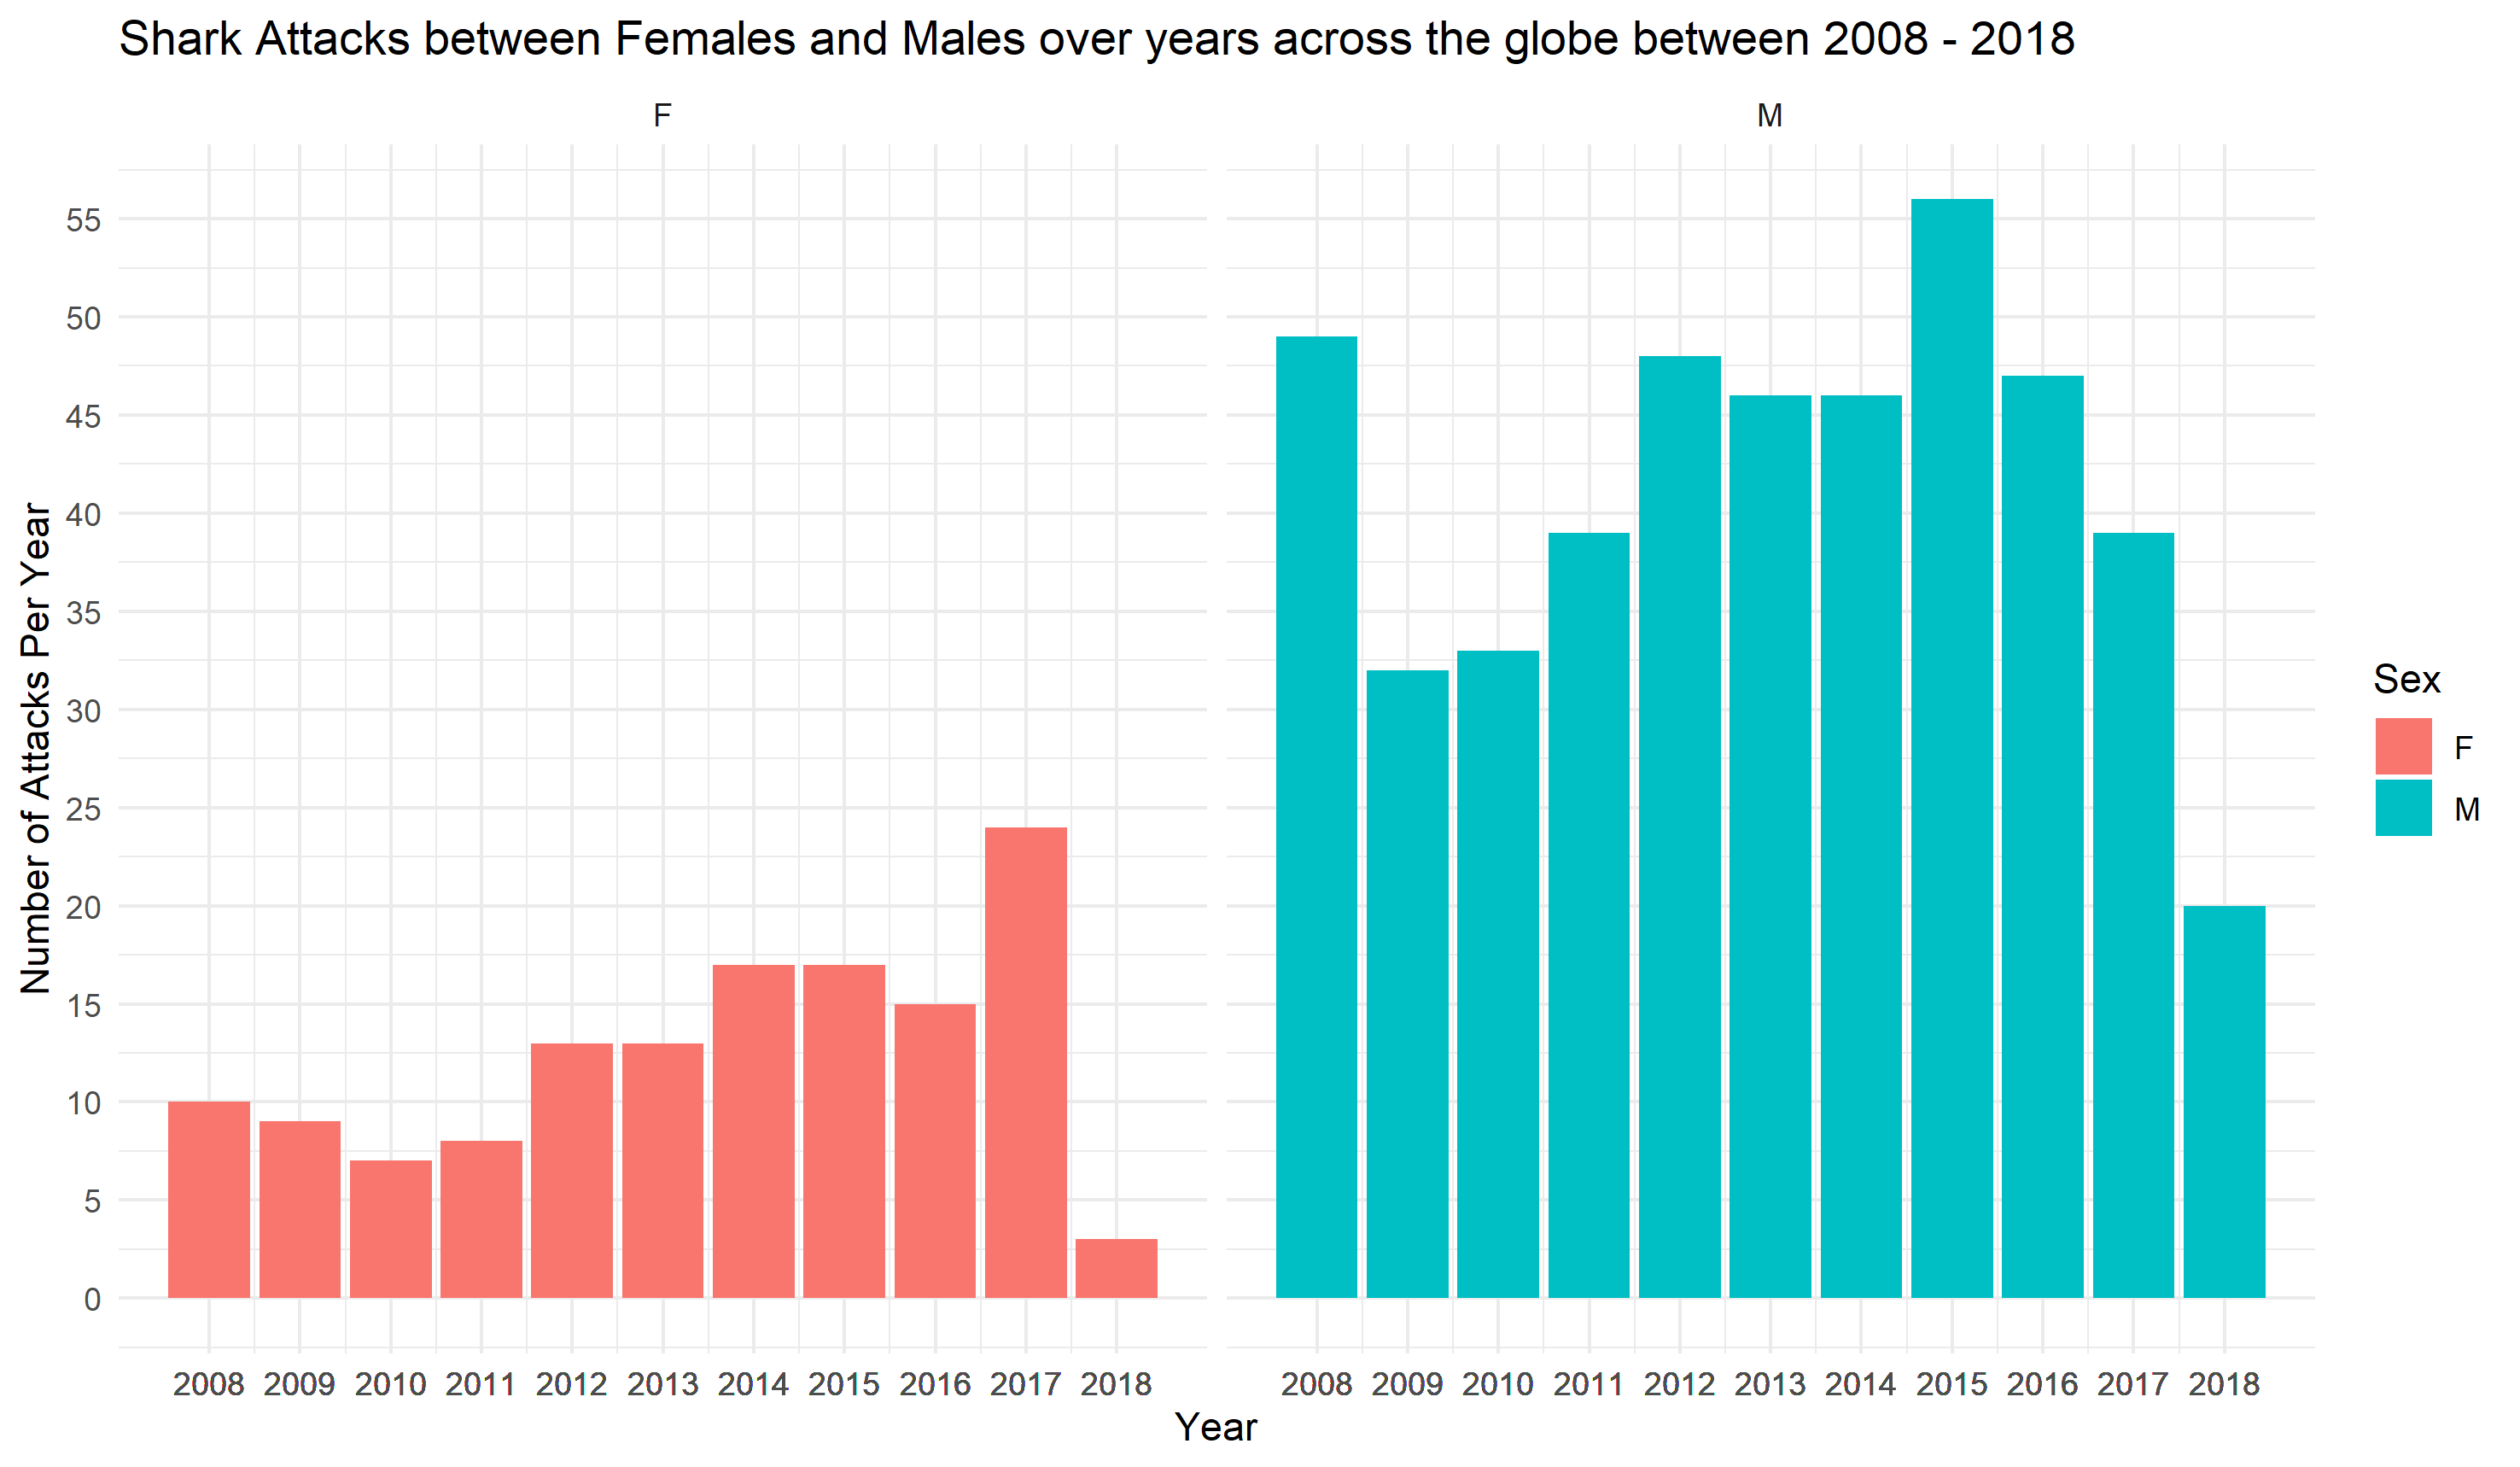 Shark Attacks between Females and Males over years across the globe between 2008 - 2018
F
M
Number of Attacks Per Year
55
50
45
40
35
30
25
20
15
10
5
0
2008 2009 2010 2011 2012 2013 2014 2015 2016 2017 2018
2008 2009 2010 2011 2012 2013 2014 2015 2016 2017 2018
Year
Sex
F
M